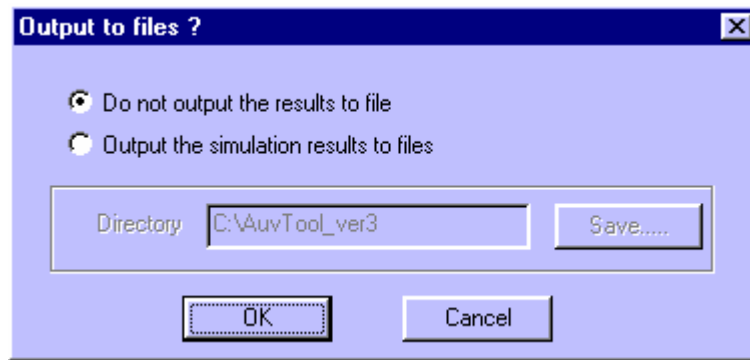 Output to files ?
Do not output the results to file
Output the simulation results to files
Directory C:\AuvTool_ver3 Save.....
OK Cancel